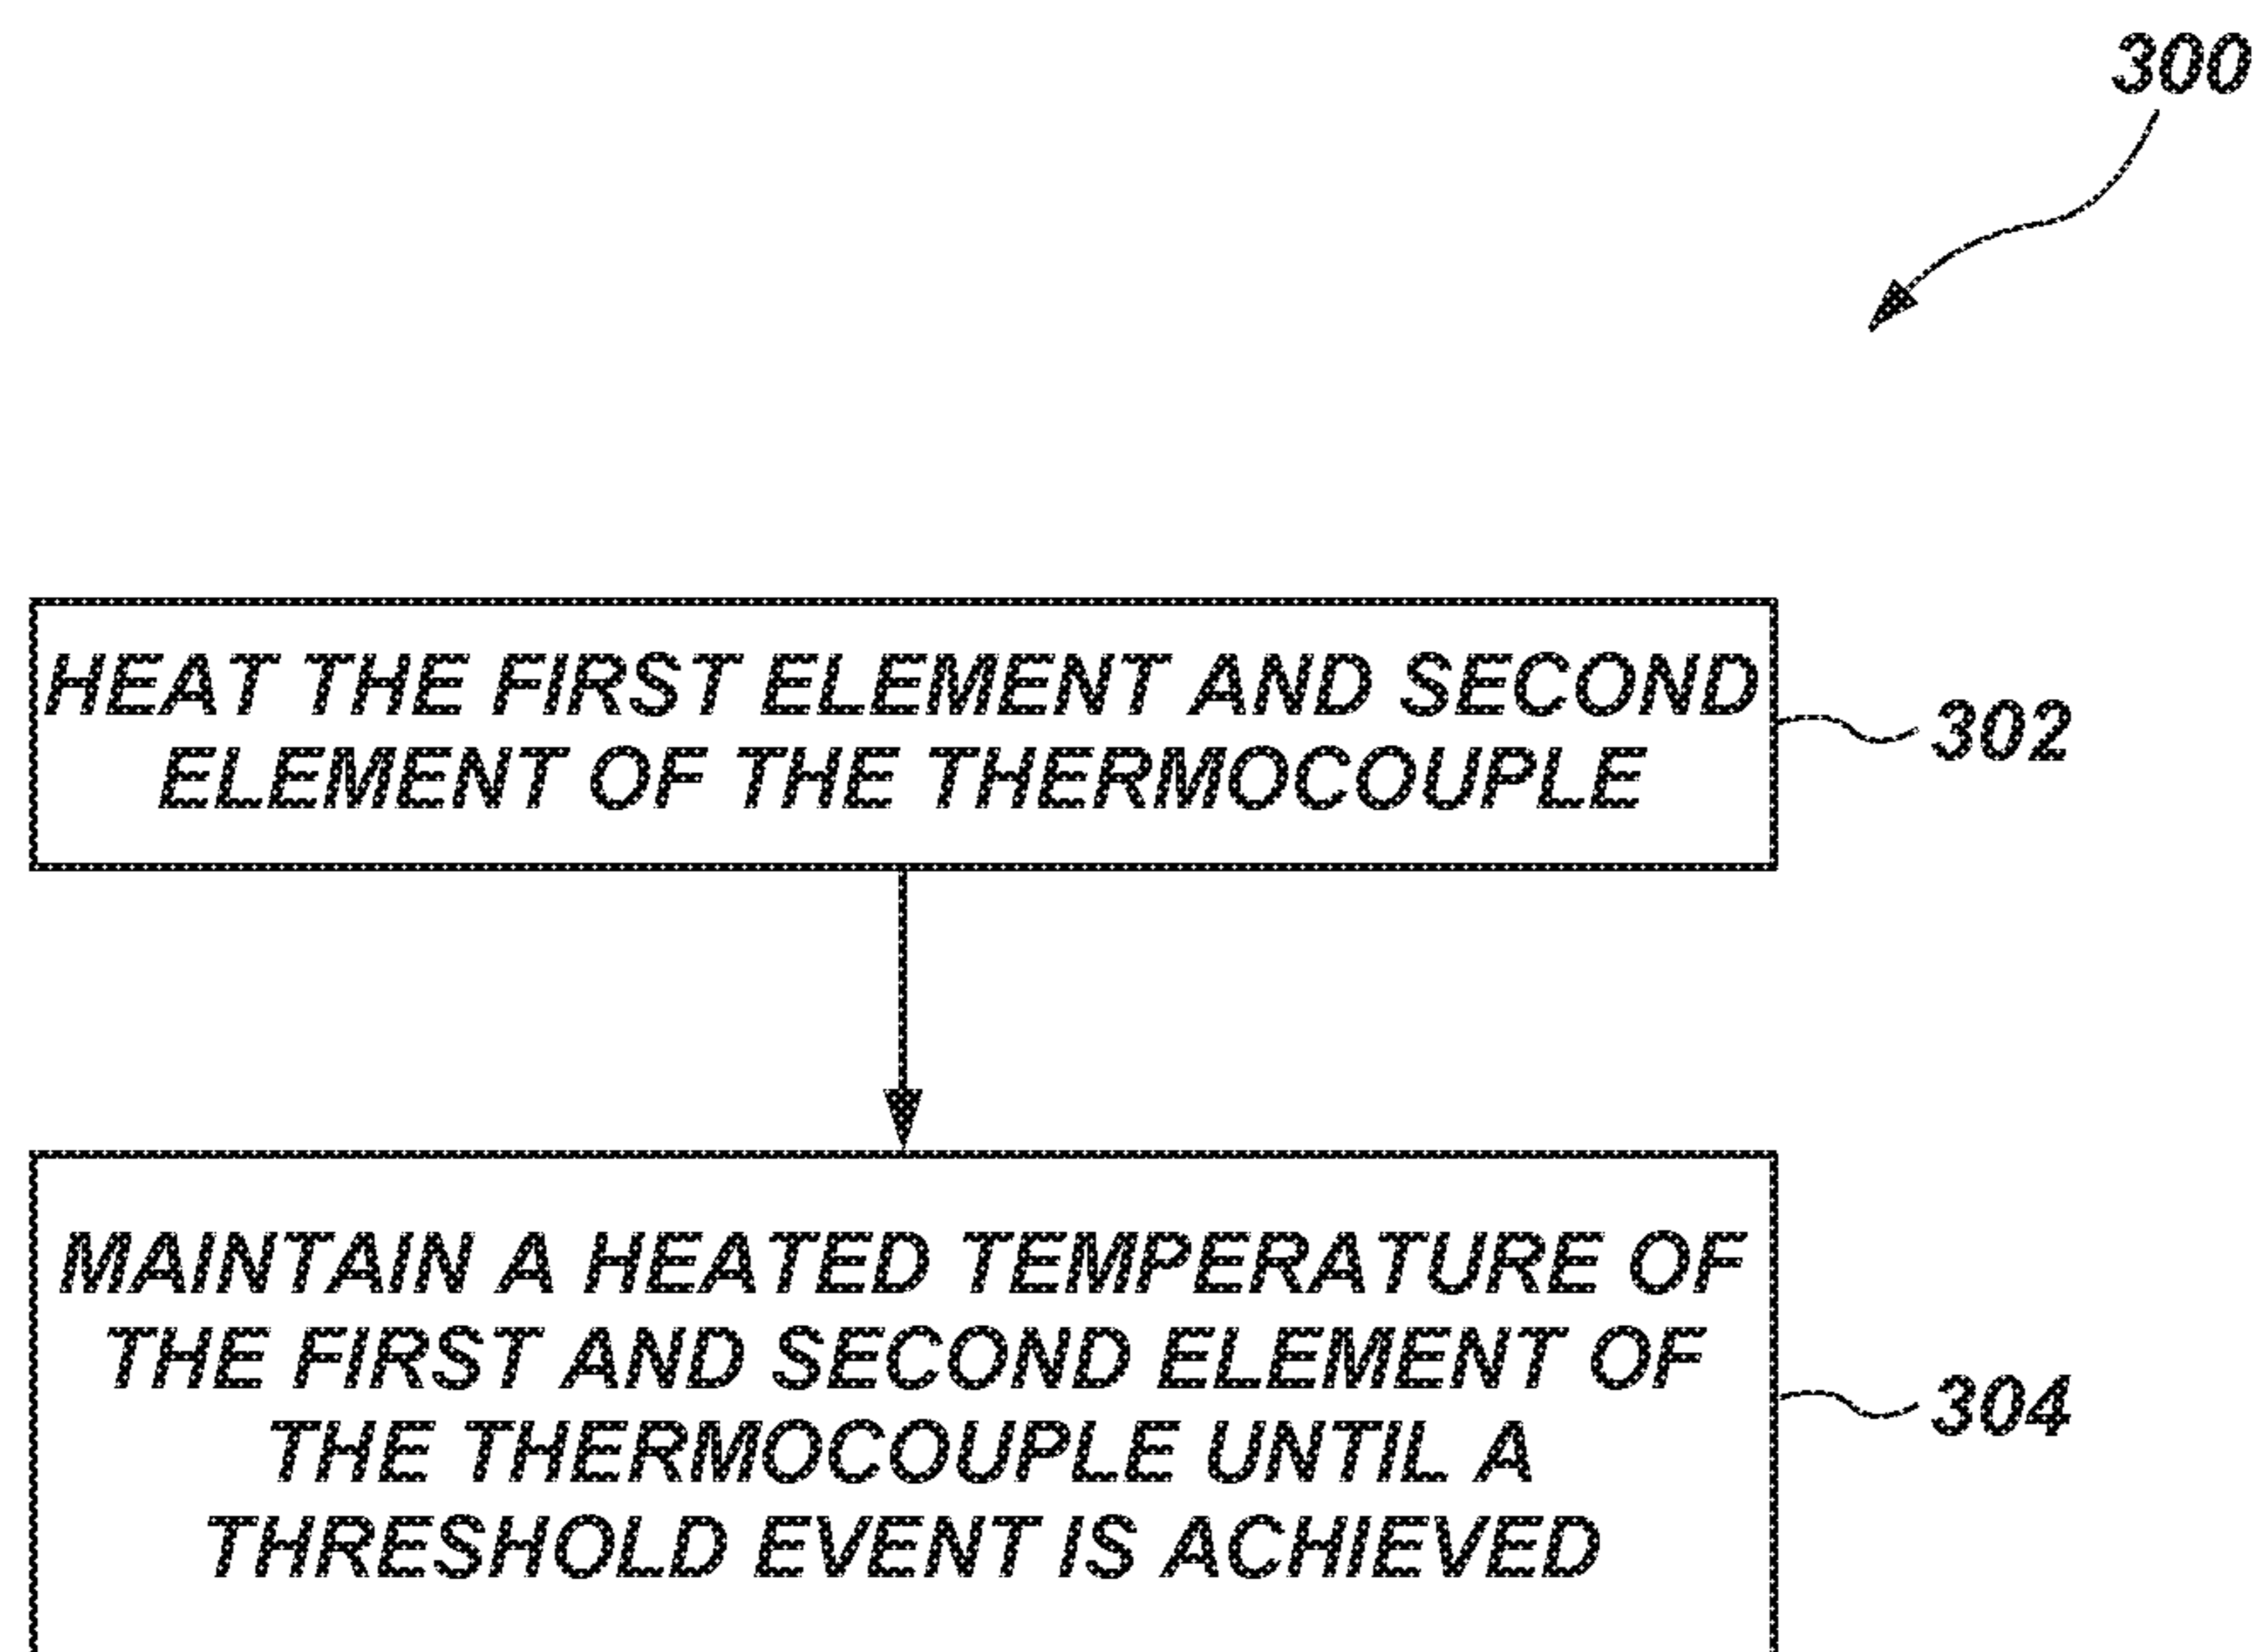 300
HEAT THE FIRST ELEMENT AND SECOND
ELEMENT OF THE THERMOCOUPLE
302
MAINTAIN A HEATED TEMPERATURE OF
THE FIRST AND SECOND ELEMENT OF
THE THERMOCOUPLE UNTIL A
THRESHOLD EVENT IS ACHIEVED
304